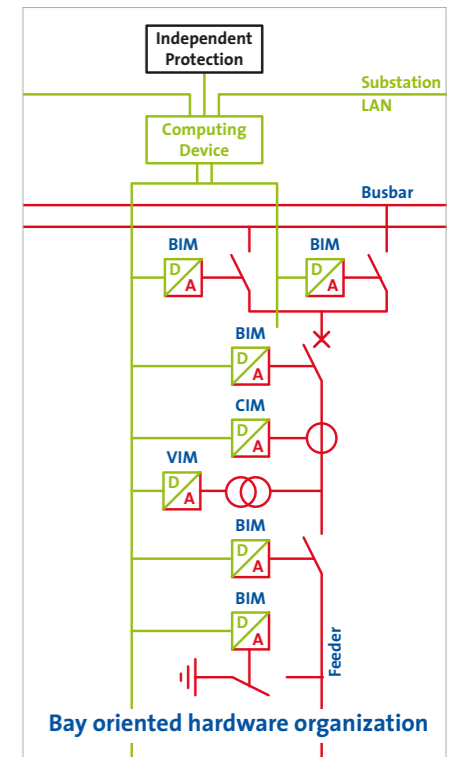 Independent
Protection
Substation
LAN
Computing
Device
Busbar
BIM
BIM
D
A
D
A
BIM
D
A
CIM
D
A
VIM
D
A
BIM
D
A
BIM
D
A
Feeder
Bay oriented hardware organization